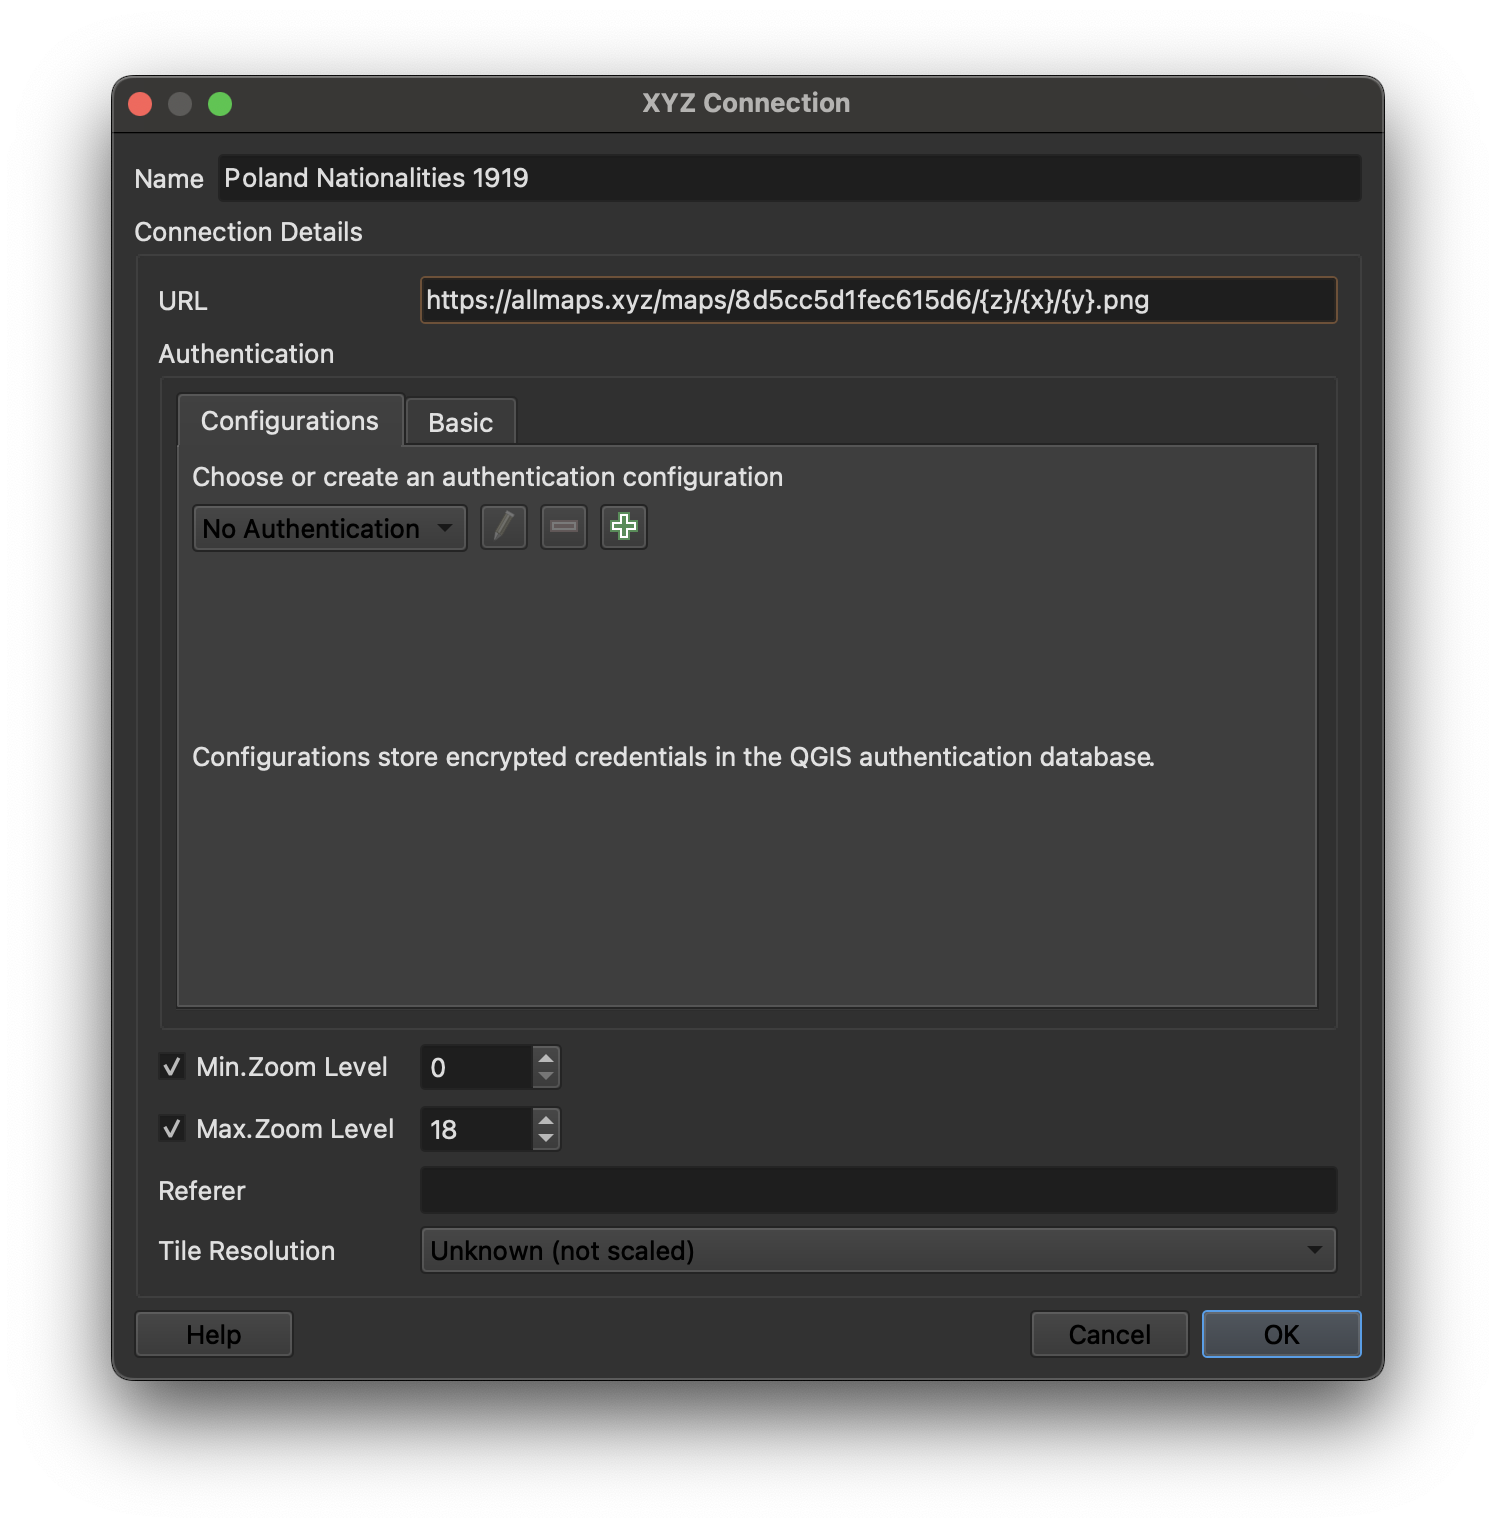 XYZ Connection
Name Poland Nationalities 1919
Connection Details
URL https://allmaps.xyz/maps/8d5cc5d1fec615d6/{z}/{x}/{y}.png
Authentication
Configurations Basic
Choose or create an authentication configuration
No Authentication
Configurations store encrypted credentials in the QGIS authentication database.
Min.Zoom Level 0
Max.Zoom Level 18
Referer
Tile Resolution Unknown (not scaled)
Help Cancel OK